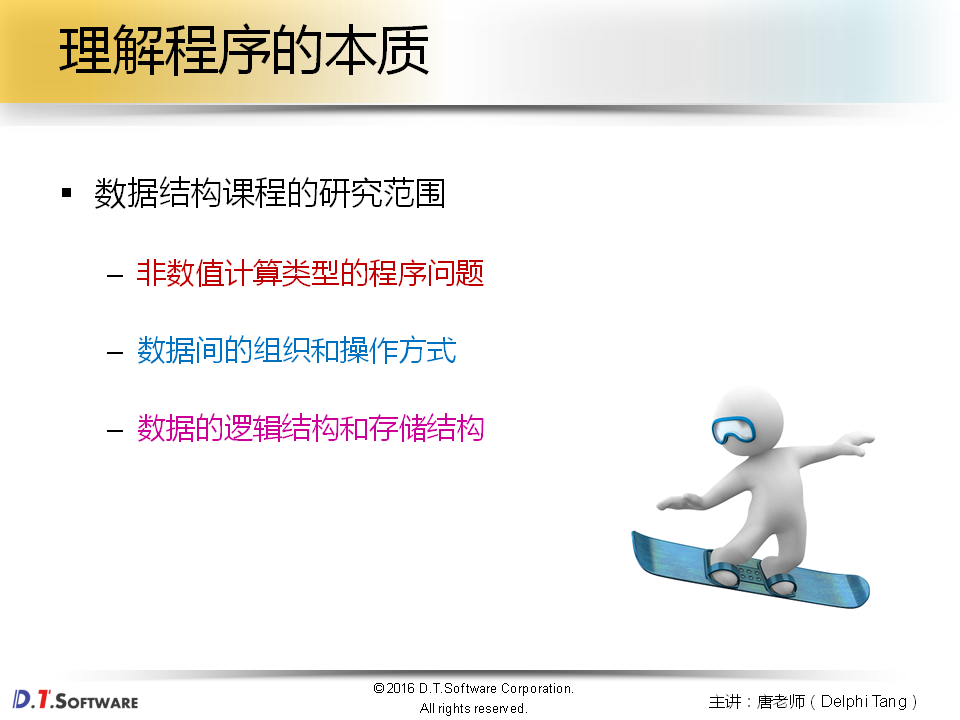 理解程序的本质
▪ 数据结构课程的研究范围
– 非数值计算类型的程序问题
– 数据间的组织和操作方式
– 数据的逻辑结构和存储结构
D.T.SOFTWARE
©2016 D.T.Software Corporation.
All rights reserved.
主讲：唐老师（Delphi Tang）